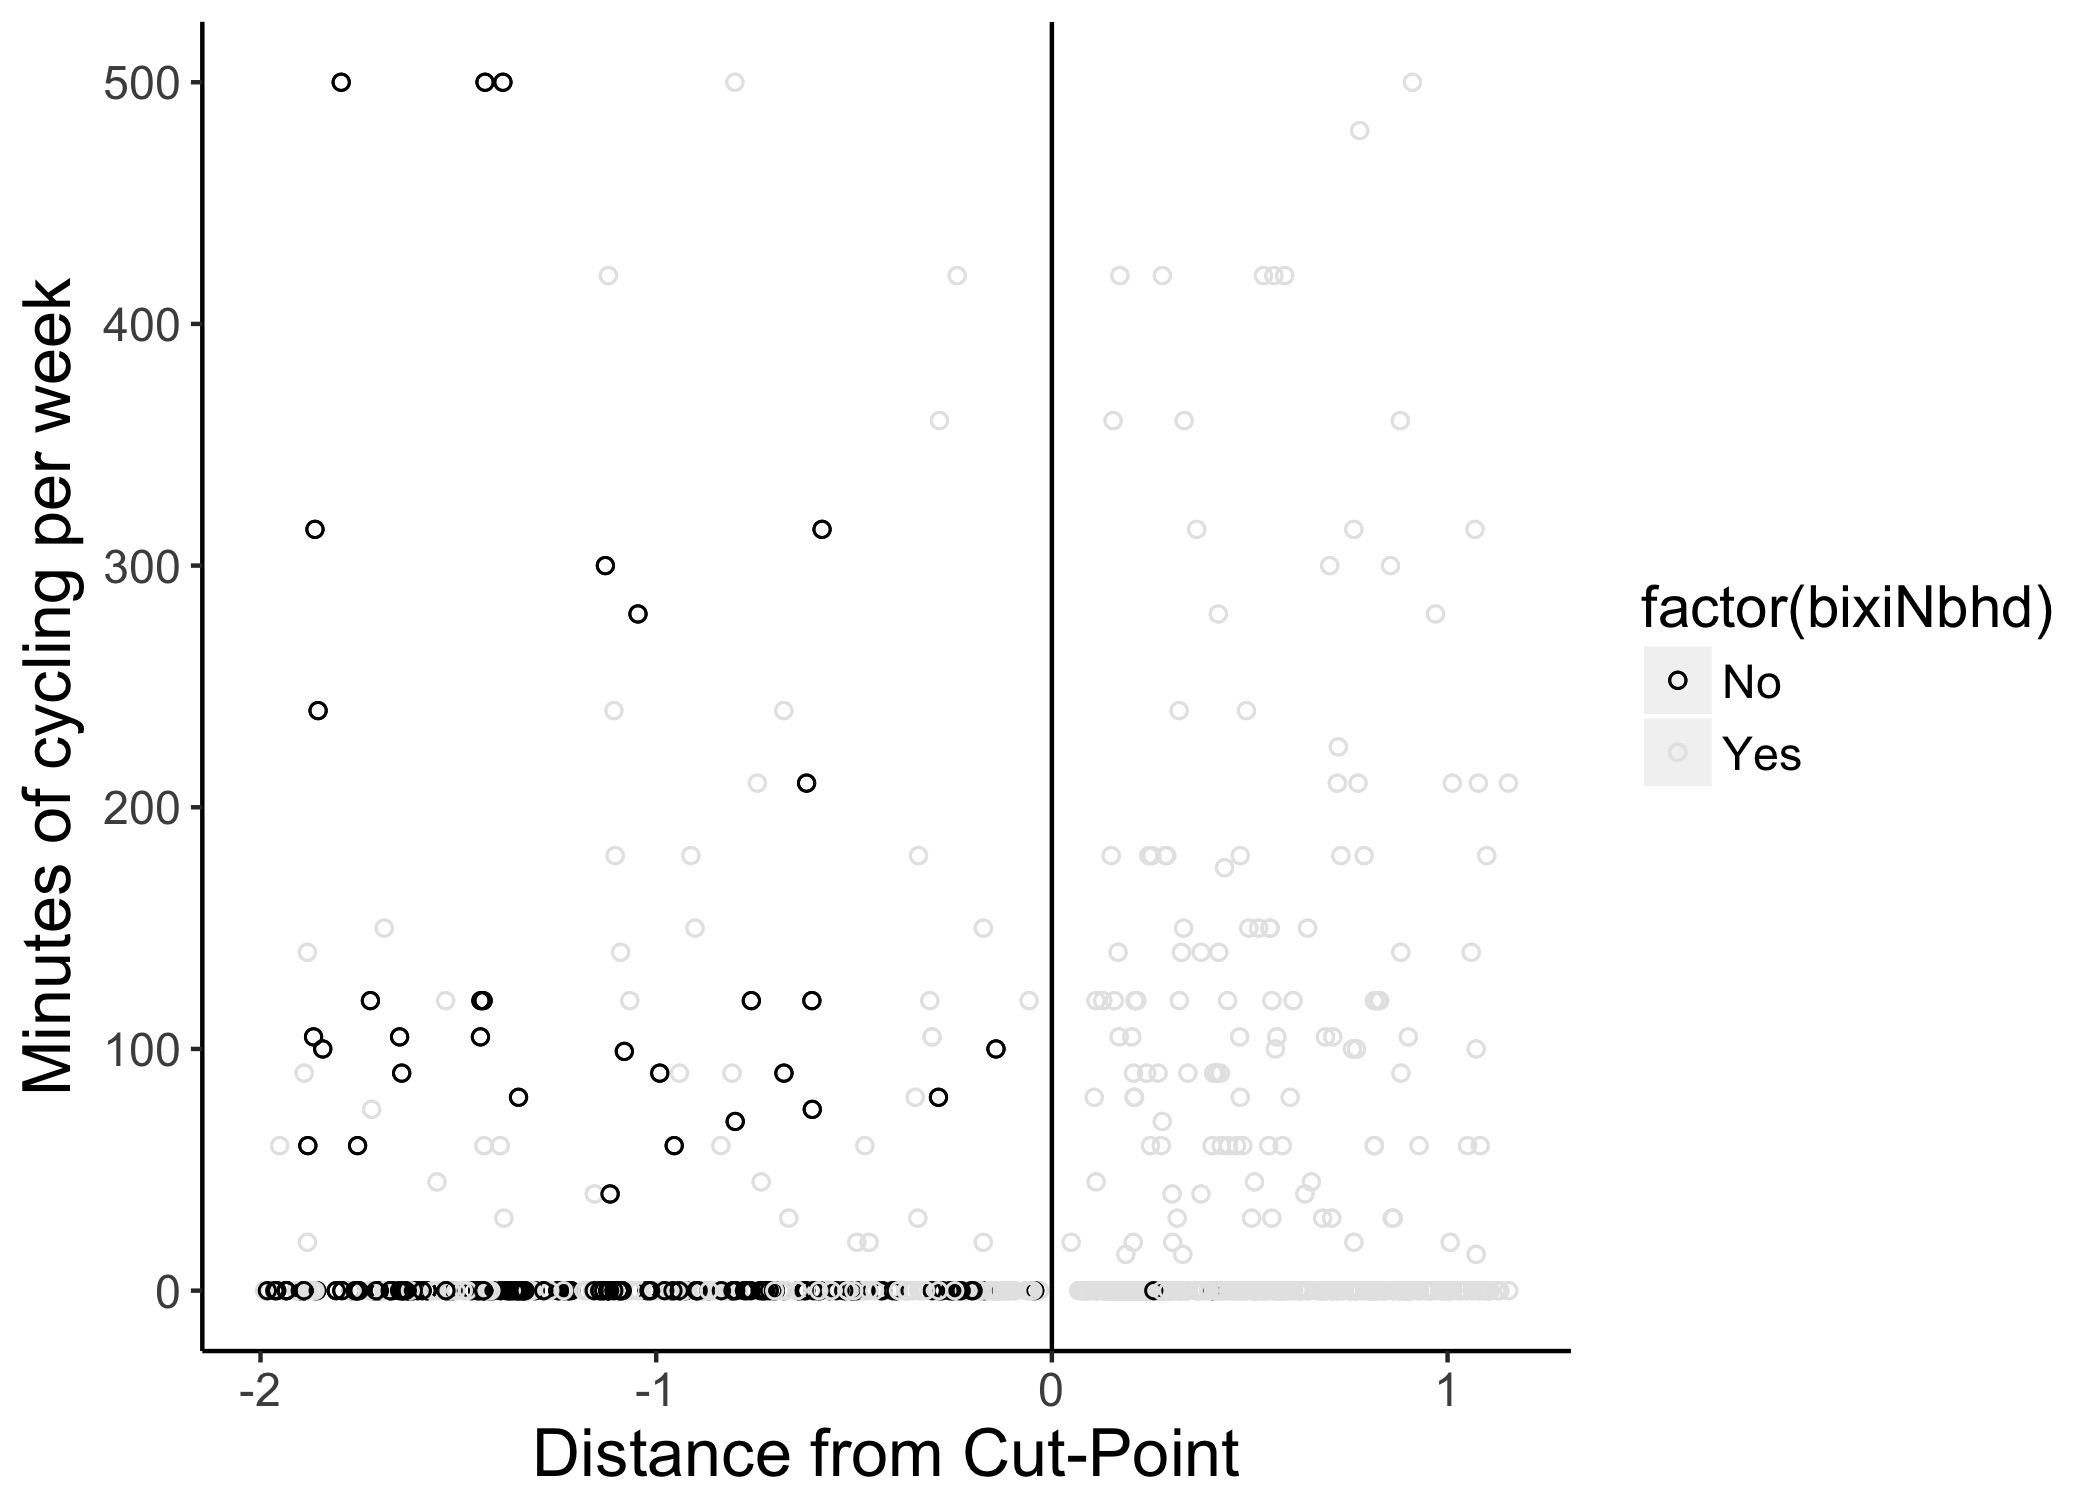 Minutes of cycling per week
500
400
300
200
100
0
-2
-1
0
1
Distance from Cut-Point
factor(bixiNbhd)
No
Yes